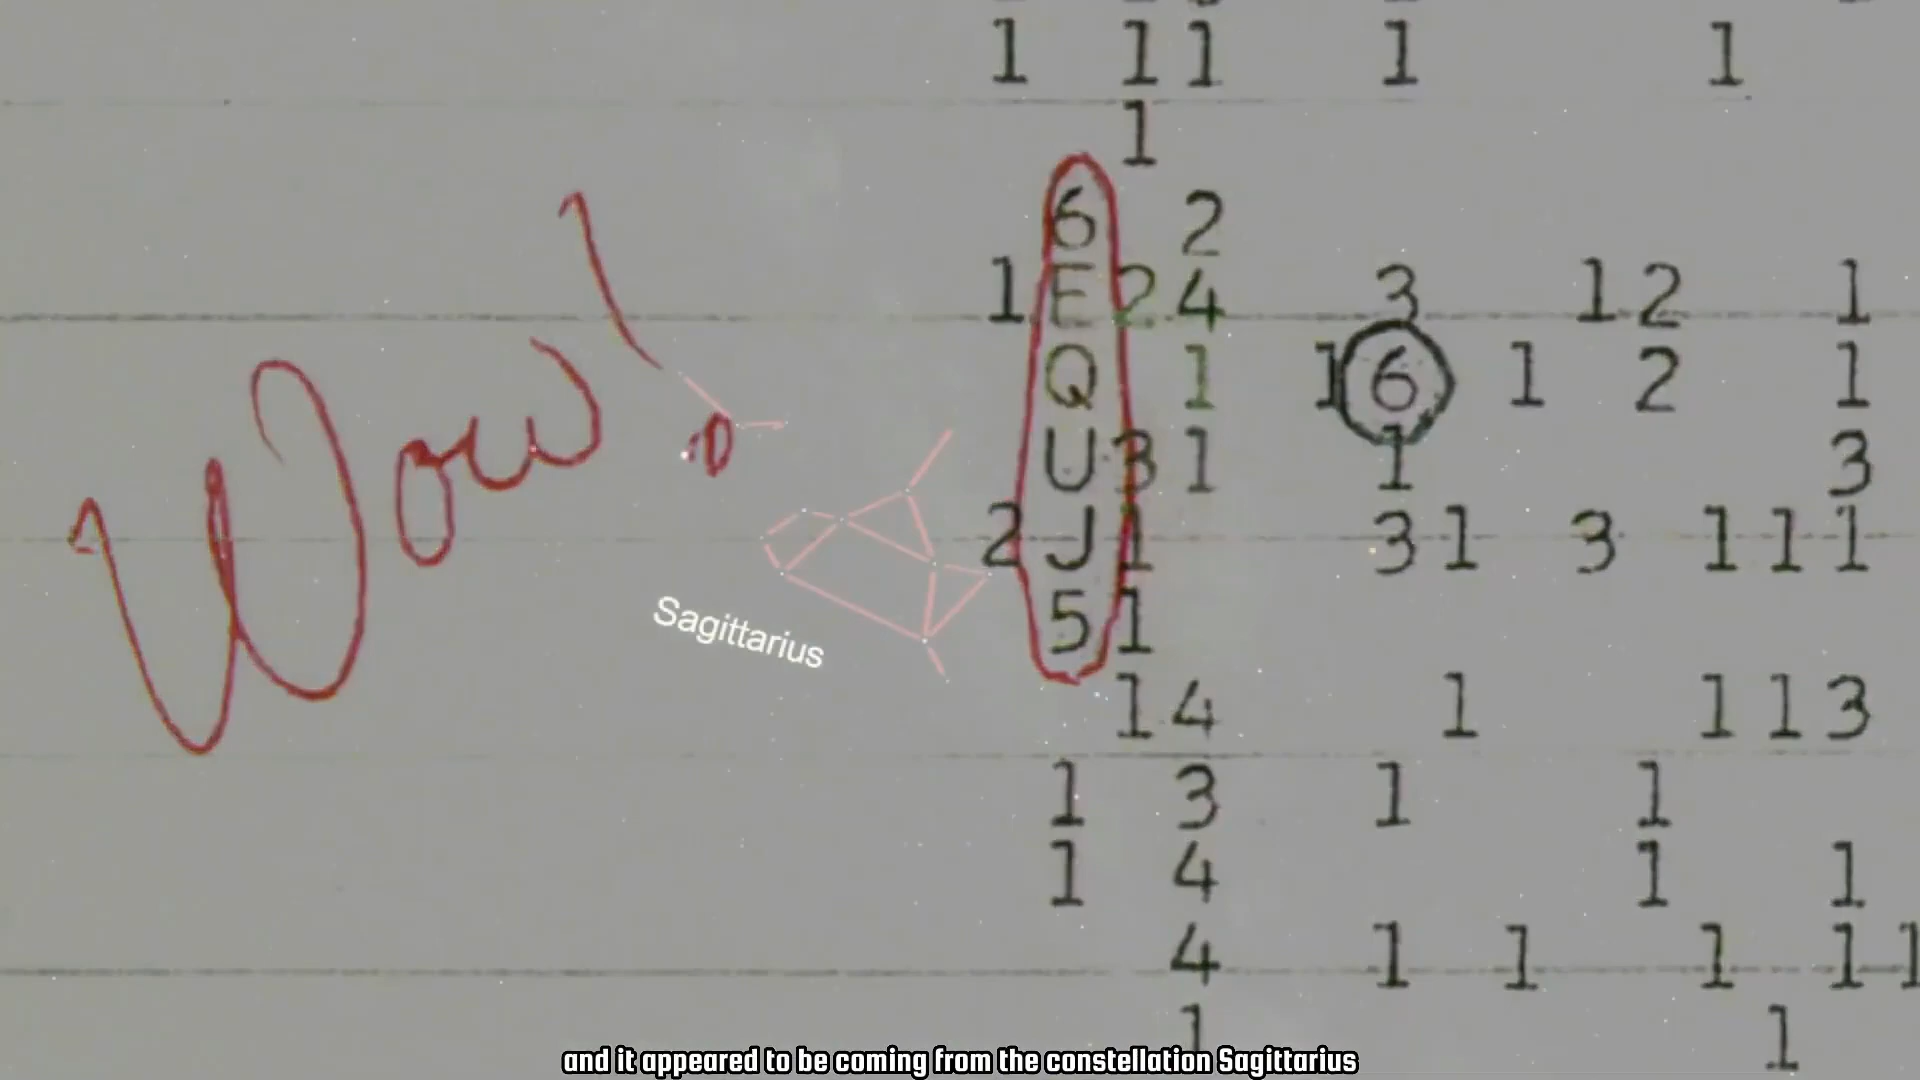 1 11 1 1
1
6 2
1E24 3 12 1
Q 1 16 1 2 1
U31 1 3
2J1 31 3 111
51
14 1 113
1 3 1 1
1 4 1 1
4 1 1 1 11
1 1
Wow!
Sagittarius
and it appeared to be coming from the constellation Sagittarius